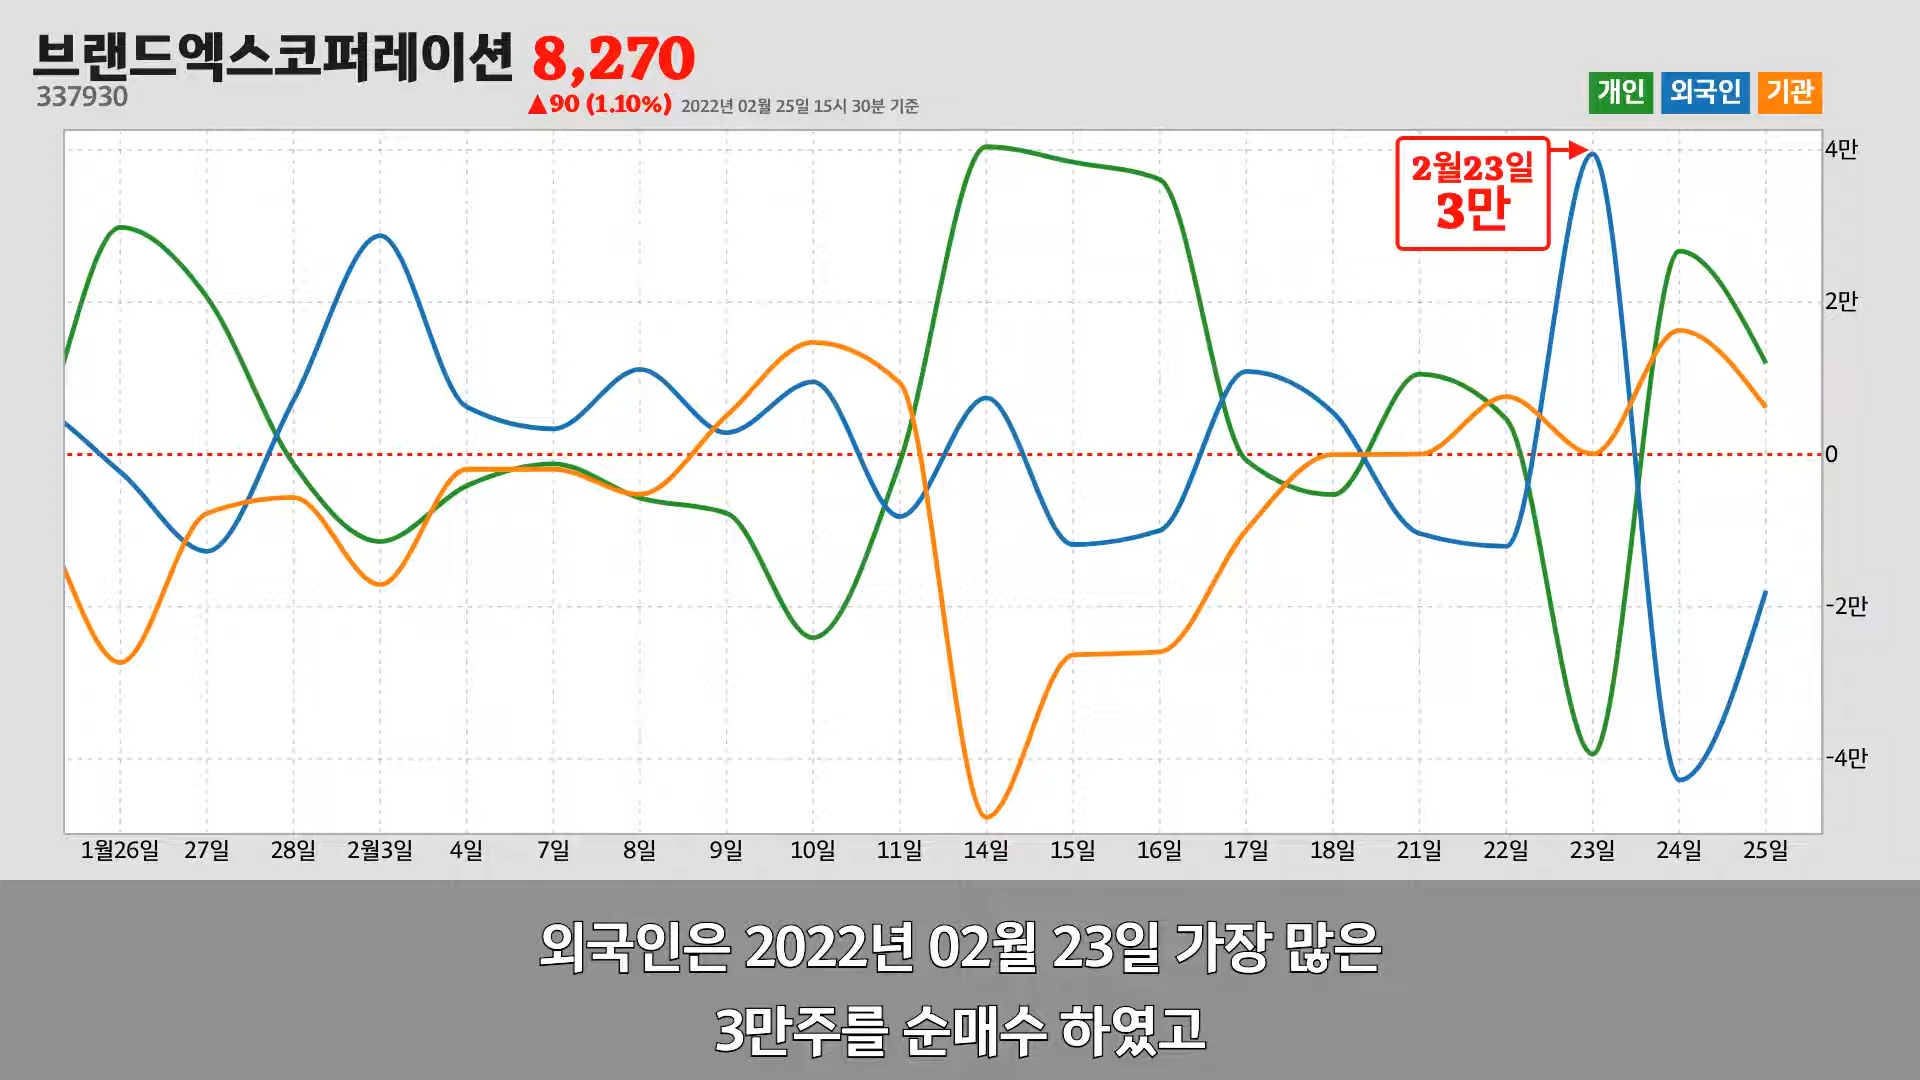 브랜드엑스코퍼레이션 8,270
337930
▲90 (1.10%) 2022년 02월 25일 15시 30분 기준
개인 외국인 기관
2월23일
3만
4만
2만
0
-2만
-4만
1월26일 27일 28일 2월3일 4일 7일 8일 9일 10일 11일 14일 15일 16일 17일 18일 21일 22일 23일 24일 25일
외국인은 2022년 02월 23일 가장 많은
3만주를 순매수 하였고